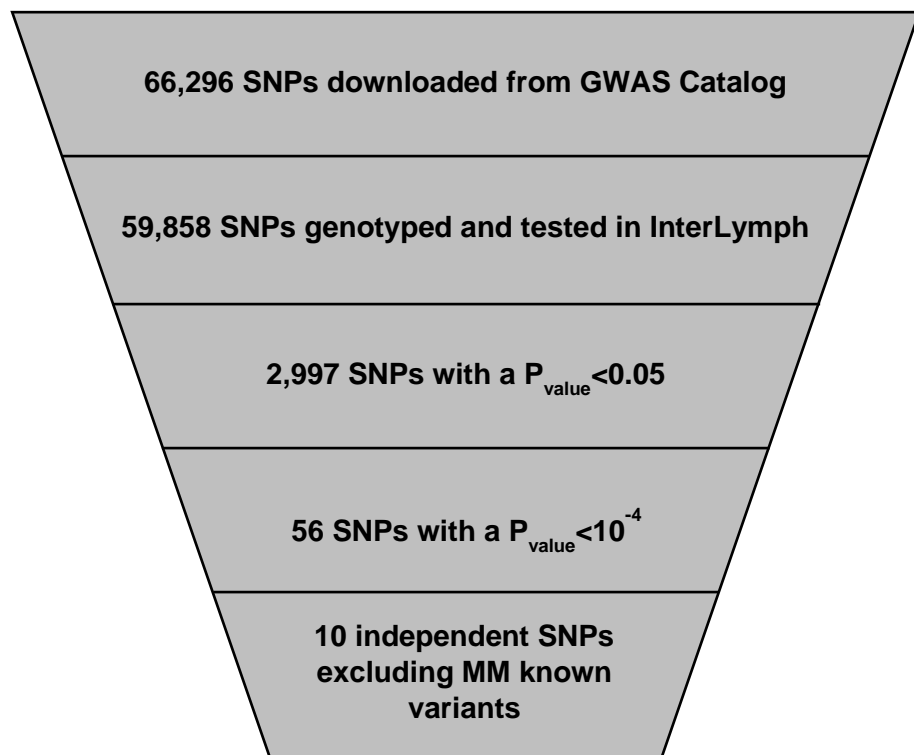 66,296 SNPs downloaded from GWAS Catalog
59,858 SNPs genotyped and tested in InterLymph
2,997 SNPs with a Pvalue<0.05
56 SNPs with a Pvalue<10-4
10 independent SNPs
excluding MM known
variants